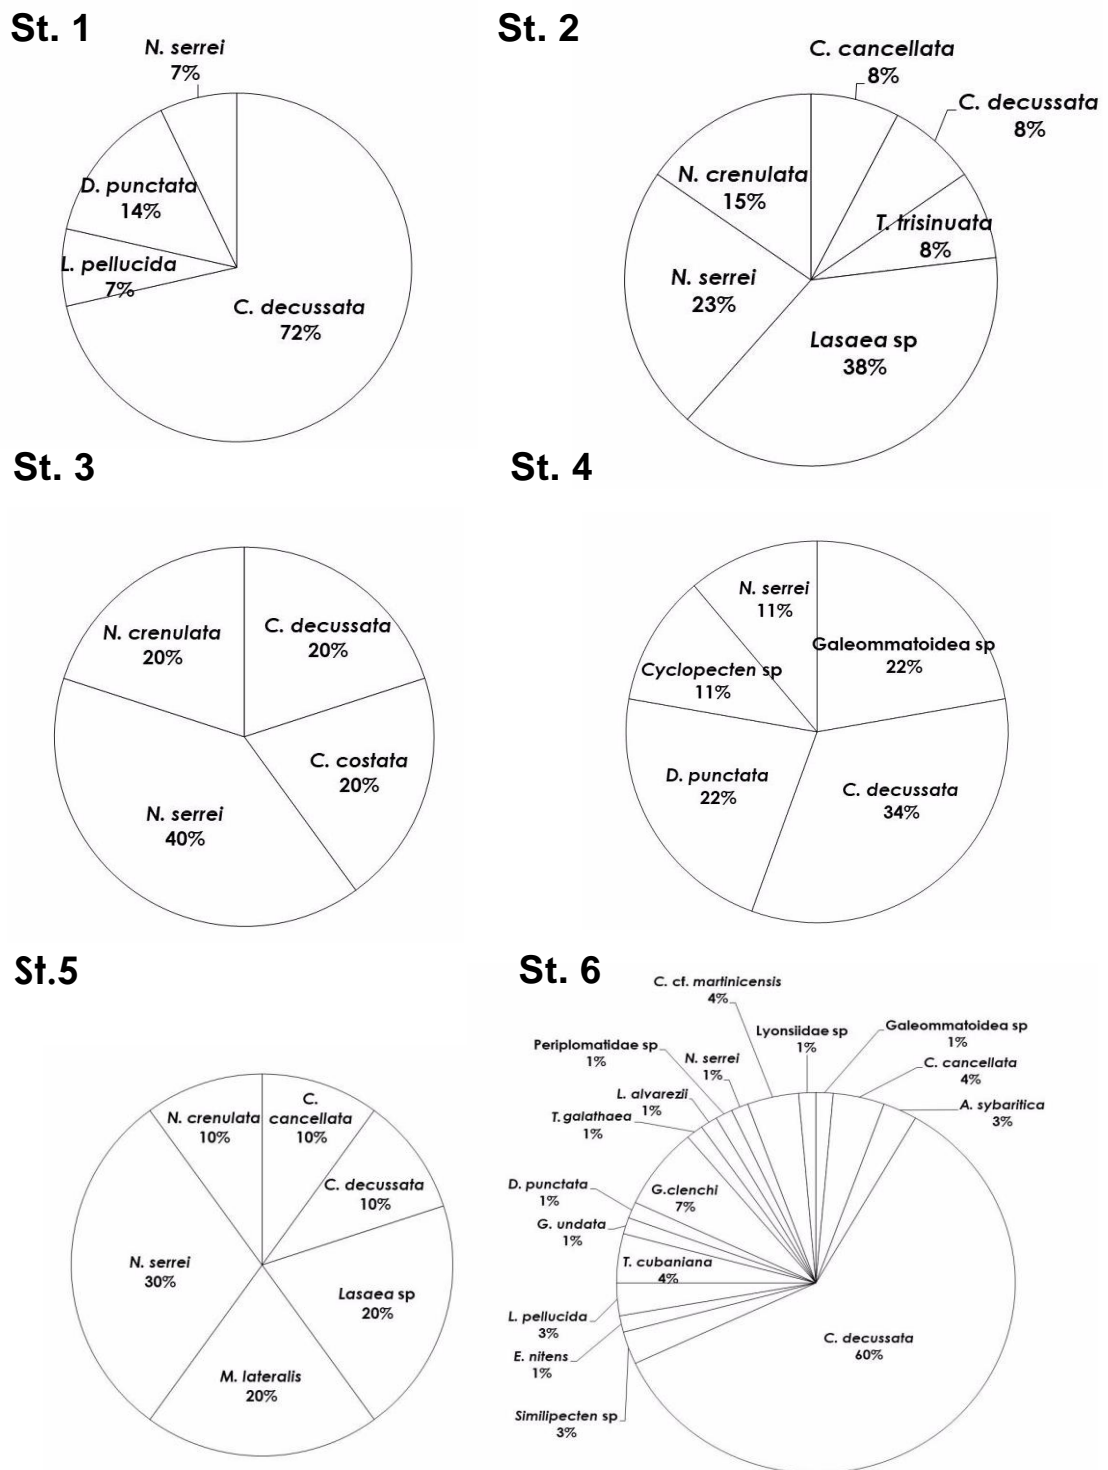 St. 1
N. serrei
7%
D. punctata
14%
L. pellucida
7%
C. decussata
72%
St. 2
C. cancellata
8%
C. decussata
8%
T. trisinuata
8%
Lasaea sp
38%
N. serrei
23%
N. crenulata
15%
St. 3
N. crenulata
20%
C. decussata
20%
C. costata
20%
N. serrei
40%
St. 4
N. serrei
11%
Galeommatoidea sp
22%
Cyclopecten sp
11%
D. punctata
22%
C. decussata
34%
St.5
N. crenulata
10%
C.
cancellata
10%
C. decussata
10%
N. serrei
30%
Lasaea sp
20%
M. lateralis
20%
St. 6
C. cf. martinicensis
4%
Lyonsiidae sp
1%
Galeommatoidea sp
1%
C. cancellata
4%
A. sybaritica
3%
Periplomatidae sp
1%
N. serrei
1%
L. alvarezii
1%
T. galathaea
1%
G.clenchi
7%
D. punctata
1%
G. undata
1%
T. cubaniana
4%
L. pellucida
3%
E. nitens
1%
Similipecten sp
3%
C. decussata
60%